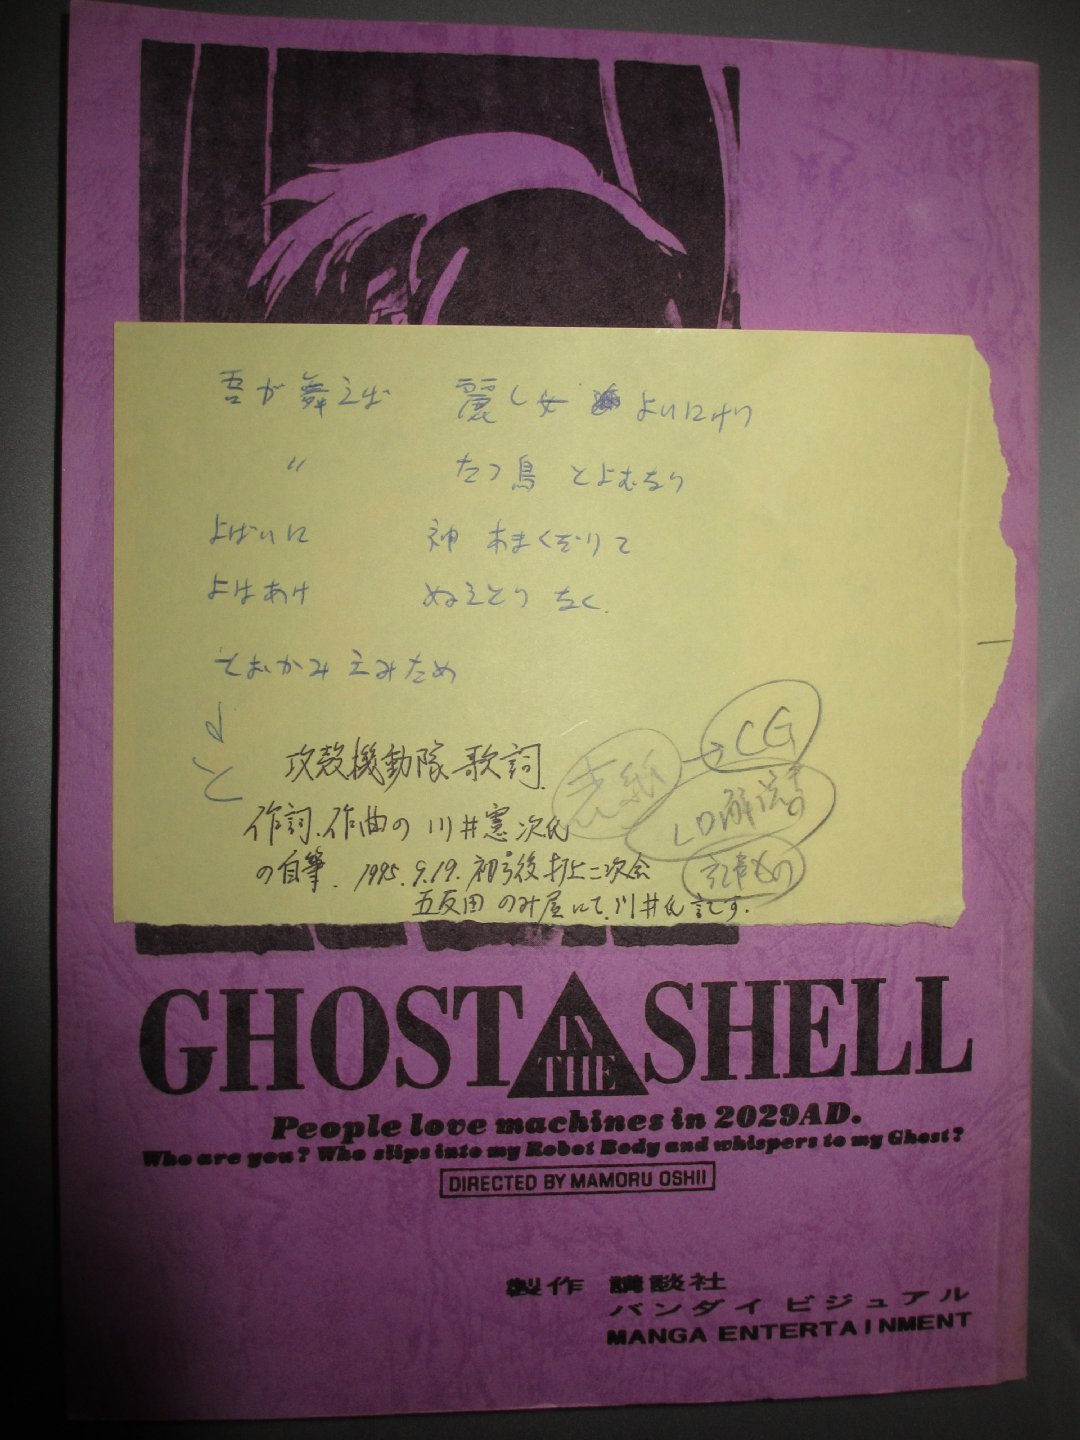 吾が舞えば 麗し女 よいにけり
〃 たつ鳥 とよむなり
よばいに 神 あまくだりて
よはあけ ぬえとり なく
とおかみ えみため
と
攻殻機動隊 歌詞.
作詞、作曲の 川井憲次氏
の自筆. 1995.9.19. 初号後 打上二次会
五反田 のみ屋にて、川井氏 記す.
表紙 → CG
LD解説
GHOST IN THE SHELL
People love machines in 2029AD.
Who are you? Who slips into my Robot Body and whispers to my Ghost?
DIRECTED BY MAMORU OSHII
製作 講談社
バンダイ ビジュアル
MANGA ENTERTAINMENT